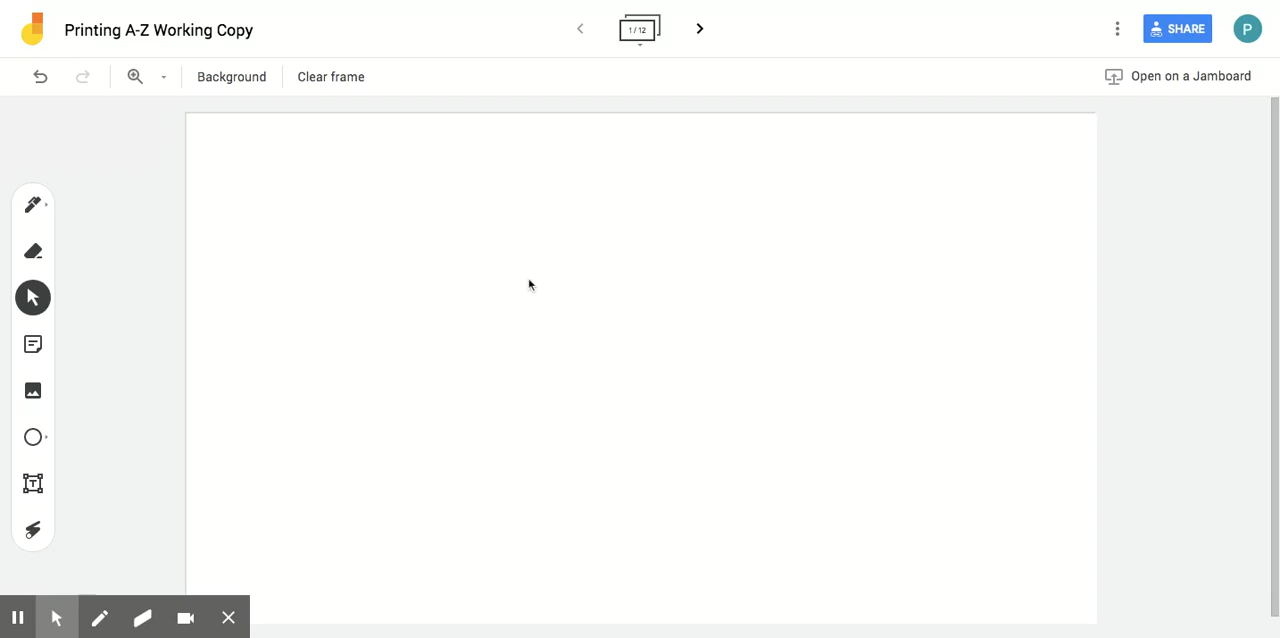 Printing A-Z Working Copy
1 / 12
SHARE
P
Background
Clear frame
Open on a Jamboard
T